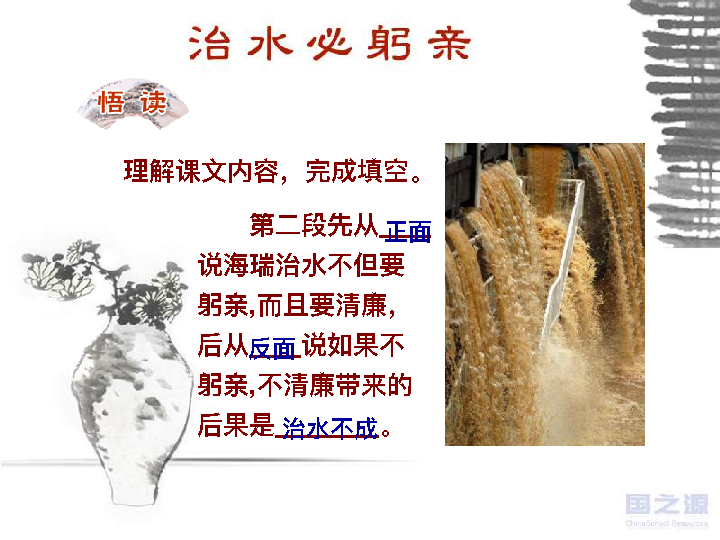 治水必躬亲
悟 读
理解课文内容，完成填空。
第二段先从正面
说海瑞治水不但要
躬亲,而且要清廉，
后从反面说如果不
躬亲,不清廉带来的
后果是治水不成。
国之源
ChinaSchool Resources